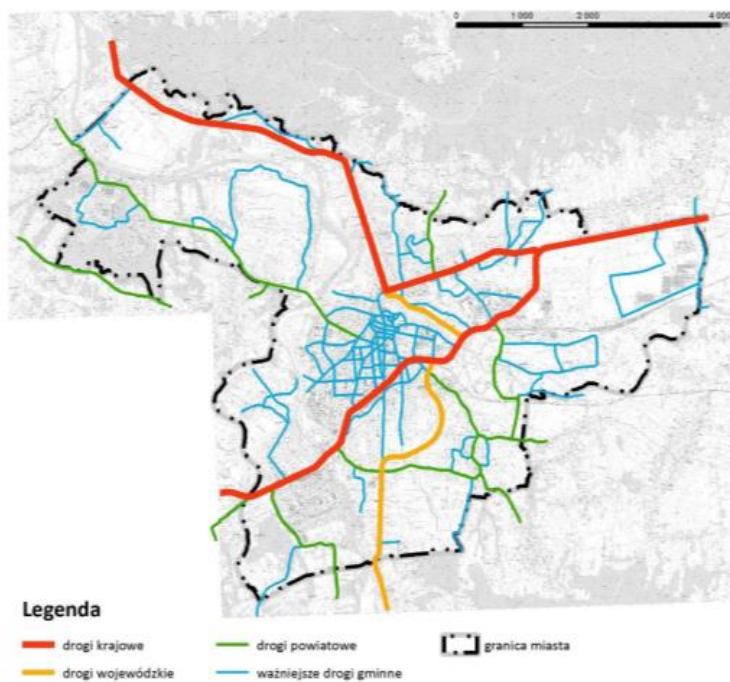 0 1 000 2 000 4 000
Legenda
drogi krajowe drogi powiatowe granica miasta
drogi wojewódzkie ważniejsze drogi gminne